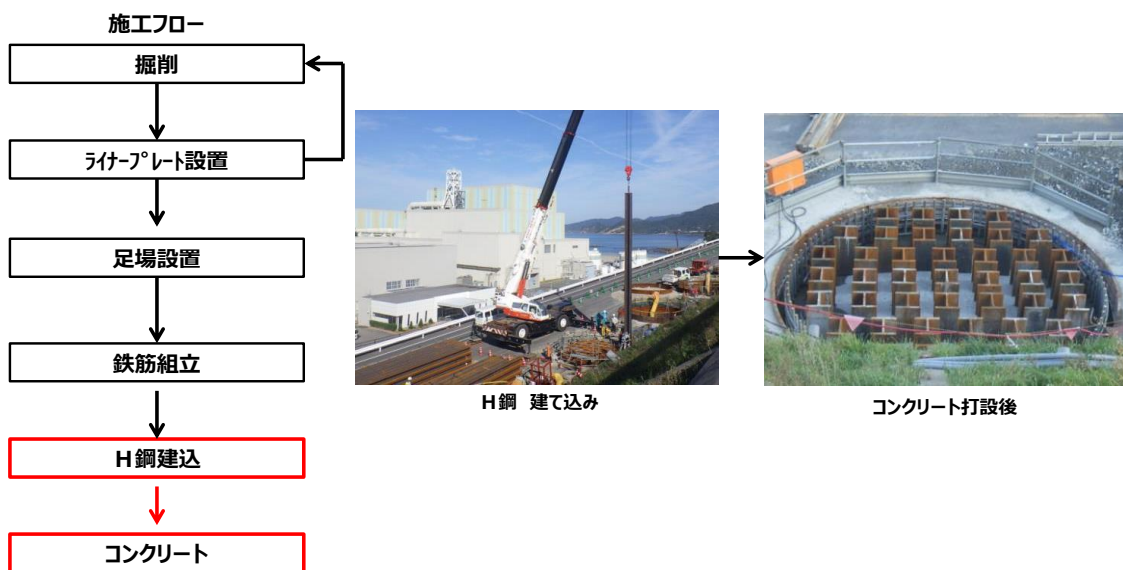 施工フロー
掘削
ﾗｲﾅｰﾌﾟﾚｰﾄ設置
足場設置
鉄筋組立
H鋼建込
コンクリート
H鋼 建て込み
コンクリート打設後